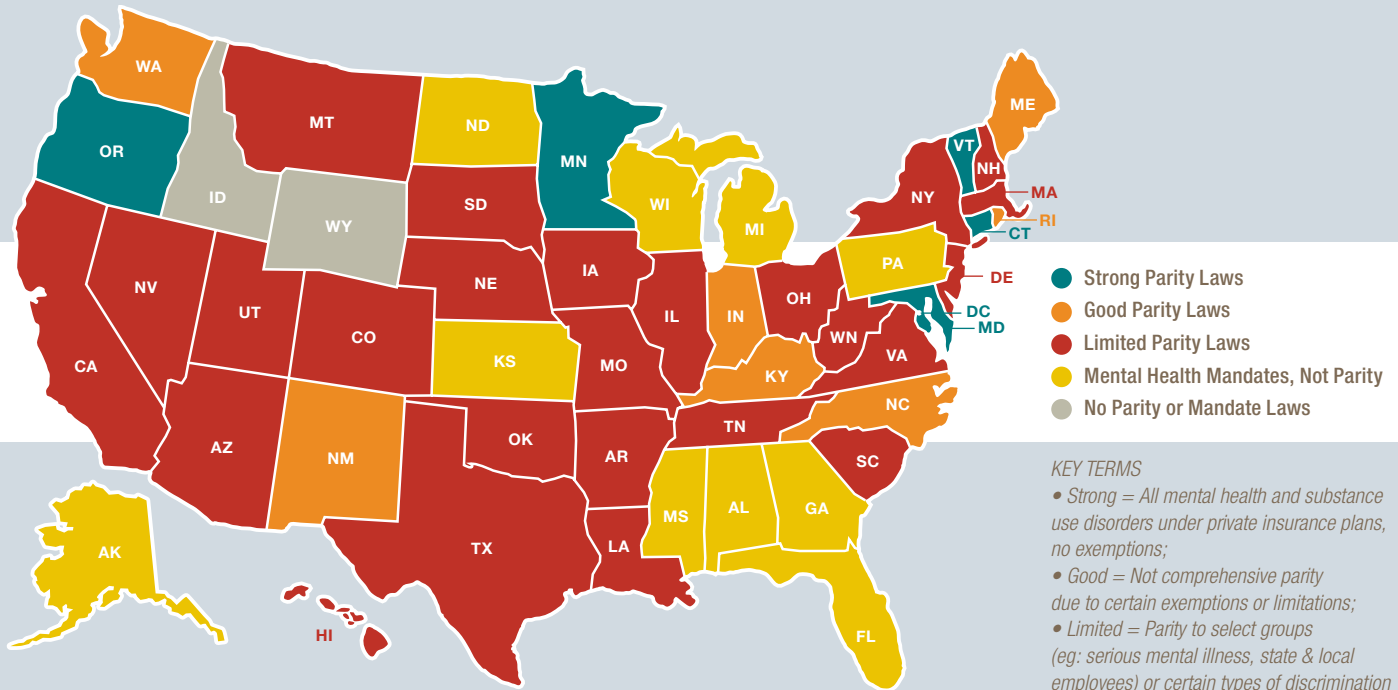 WA
ME
MT
ND
VT
OR
MN
NH
ID
SD
WI
NY
MA
RI
WY
MI
CT
PA
IA
NE
DE
NV
OH
UT
IL
IN
DC
CO
MD
WN
MO
VA
KS
CA
KY
NC
TN
OK
AZ
AR
NM
SC
MS
AL
GA
TX
LA
AK
HI
FL
Strong Parity Laws
Good Parity Laws
Limited Parity Laws
Mental Health Mandates, Not Parity
No Parity or Mandate Laws
KEY TERMS
• Strong = All mental health and substance
use disorders under private insurance plans,
no exemptions;
• Good = Not comprehensive parity
due to certain exemptions or limitations;
• Limited = Parity to select groups
(eg: serious mental illness, state & local
employees) or certain types of discrimination